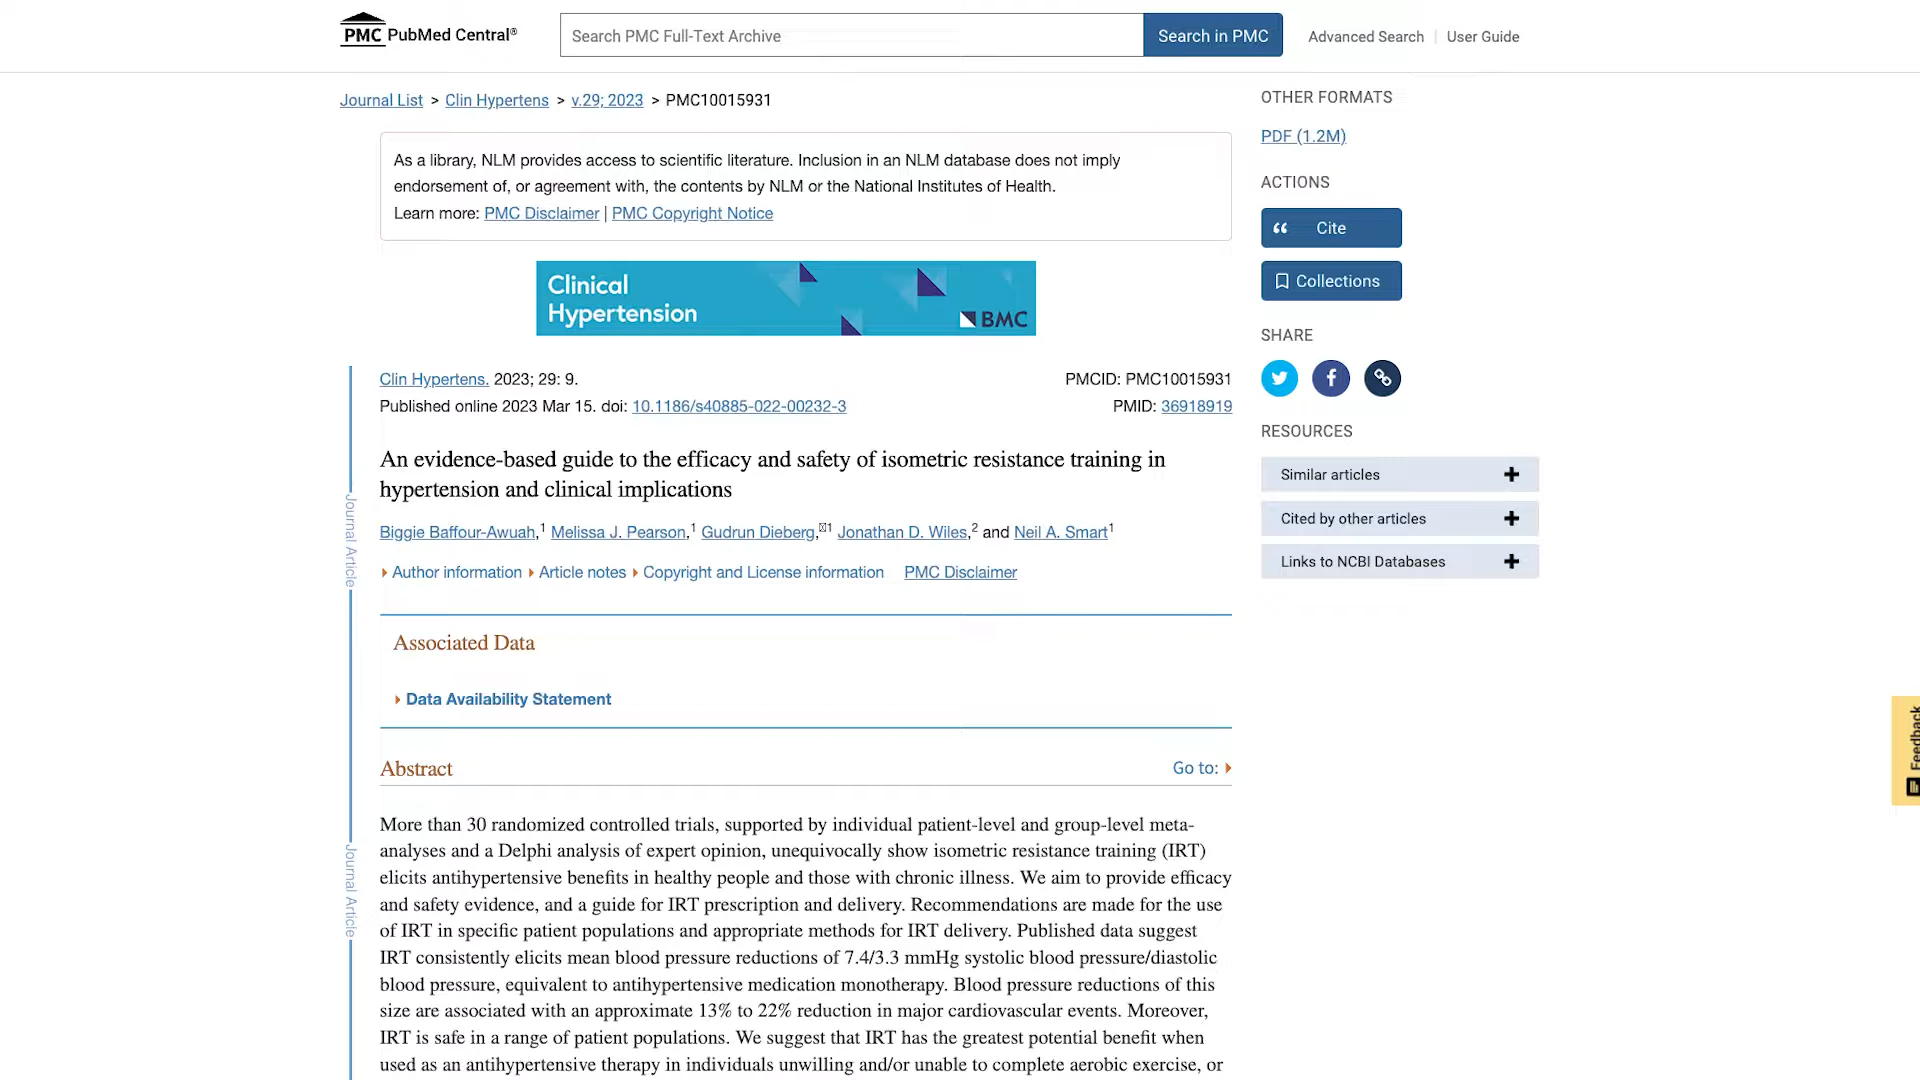 PMC PubMed Central®
Search PMC Full-Text Archive
Search in PMC
Advanced Search
User Guide
Journal List > Clin Hypertens > v.29; 2023 > PMC10015931
As a library, NLM provides access to scientific literature. Inclusion in an NLM database does not imply
endorsement of, or agreement with, the contents by NLM or the National Institutes of Health.
Learn more: PMC Disclaimer | PMC Copyright Notice
Clinical
Hypertension
BMC
Journal Article
Clin Hypertens. 2023; 29: 9.
PMCID: PMC10015931
Published online 2023 Mar 15. doi: 10.1186/s40885-022-00232-3
PMID: 36918919
An evidence-based guide to the efficacy and safety of isometric resistance training in
hypertension and clinical implications
Biggie Baffour-Awuah,1 Melissa J. Pearson,1 Gudrun Dieberg,1 Jonathan D. Wiles,2 and Neil A. Smart1
Author information Article notes Copyright and License information PMC Disclaimer
Associated Data
Data Availability Statement
Abstract
Go to:
Journal Article
More than 30 randomized controlled trials, supported by individual patient-level and group-level meta-
analyses and a Delphi analysis of expert opinion, unequivocally show isometric resistance training (IRT)
elicits antihypertensive benefits in healthy people and those with chronic illness. We aim to provide efficacy
and safety evidence, and a guide for IRT prescription and delivery. Recommendations are made for the use
of IRT in specific patient populations and appropriate methods for IRT delivery. Published data suggest
IRT consistently elicits mean blood pressure reductions of 7.4/3.3 mmHg systolic blood pressure/diastolic
blood pressure, equivalent to antihypertensive medication monotherapy. Blood pressure reductions of this
size are associated with an approximate 13% to 22% reduction in major cardiovascular events. Moreover,
IRT is safe in a range of patient populations. We suggest that IRT has the greatest potential benefit when
used as an antihypertensive therapy in individuals unwilling and/or unable to complete aerobic exercise, or
OTHER FORMATS
PDF (1.2M)
ACTIONS
Cite
Collections
SHARE
RESOURCES
Similar articles
Cited by other articles
Links to NCBI Databases
Feedback